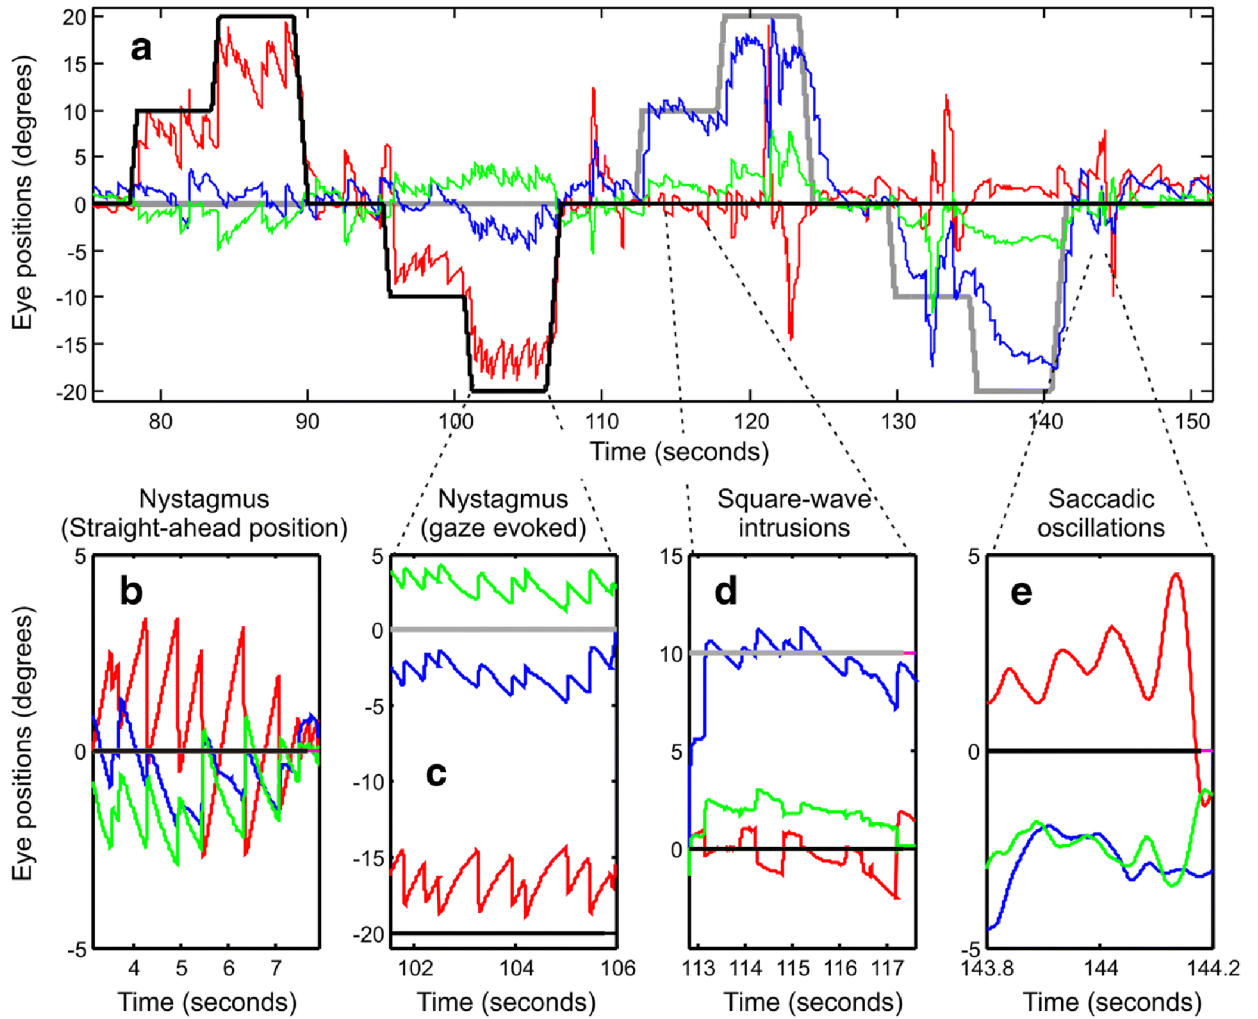 a
Eye positions (degrees)
20
15
10
5
0
-5
-10
-15
-20
80 90 100 110 120 130 140 150
Time (seconds)
Nystagmus
(Straight-ahead position)
Nystagmus
(gaze evoked)
Square-wave
intrusions
Saccadic
oscillations
b
Eye positions (degrees)
5
0
-5
4 5 6 7
Time (seconds)
c
5
0
-5
-10
-15
-20
102 104 106
Time (seconds)
d
15
10
5
0
113 114 115 116 117
Time (seconds)
e
5
0
-5
143.8 144 144.2
Time (seconds)